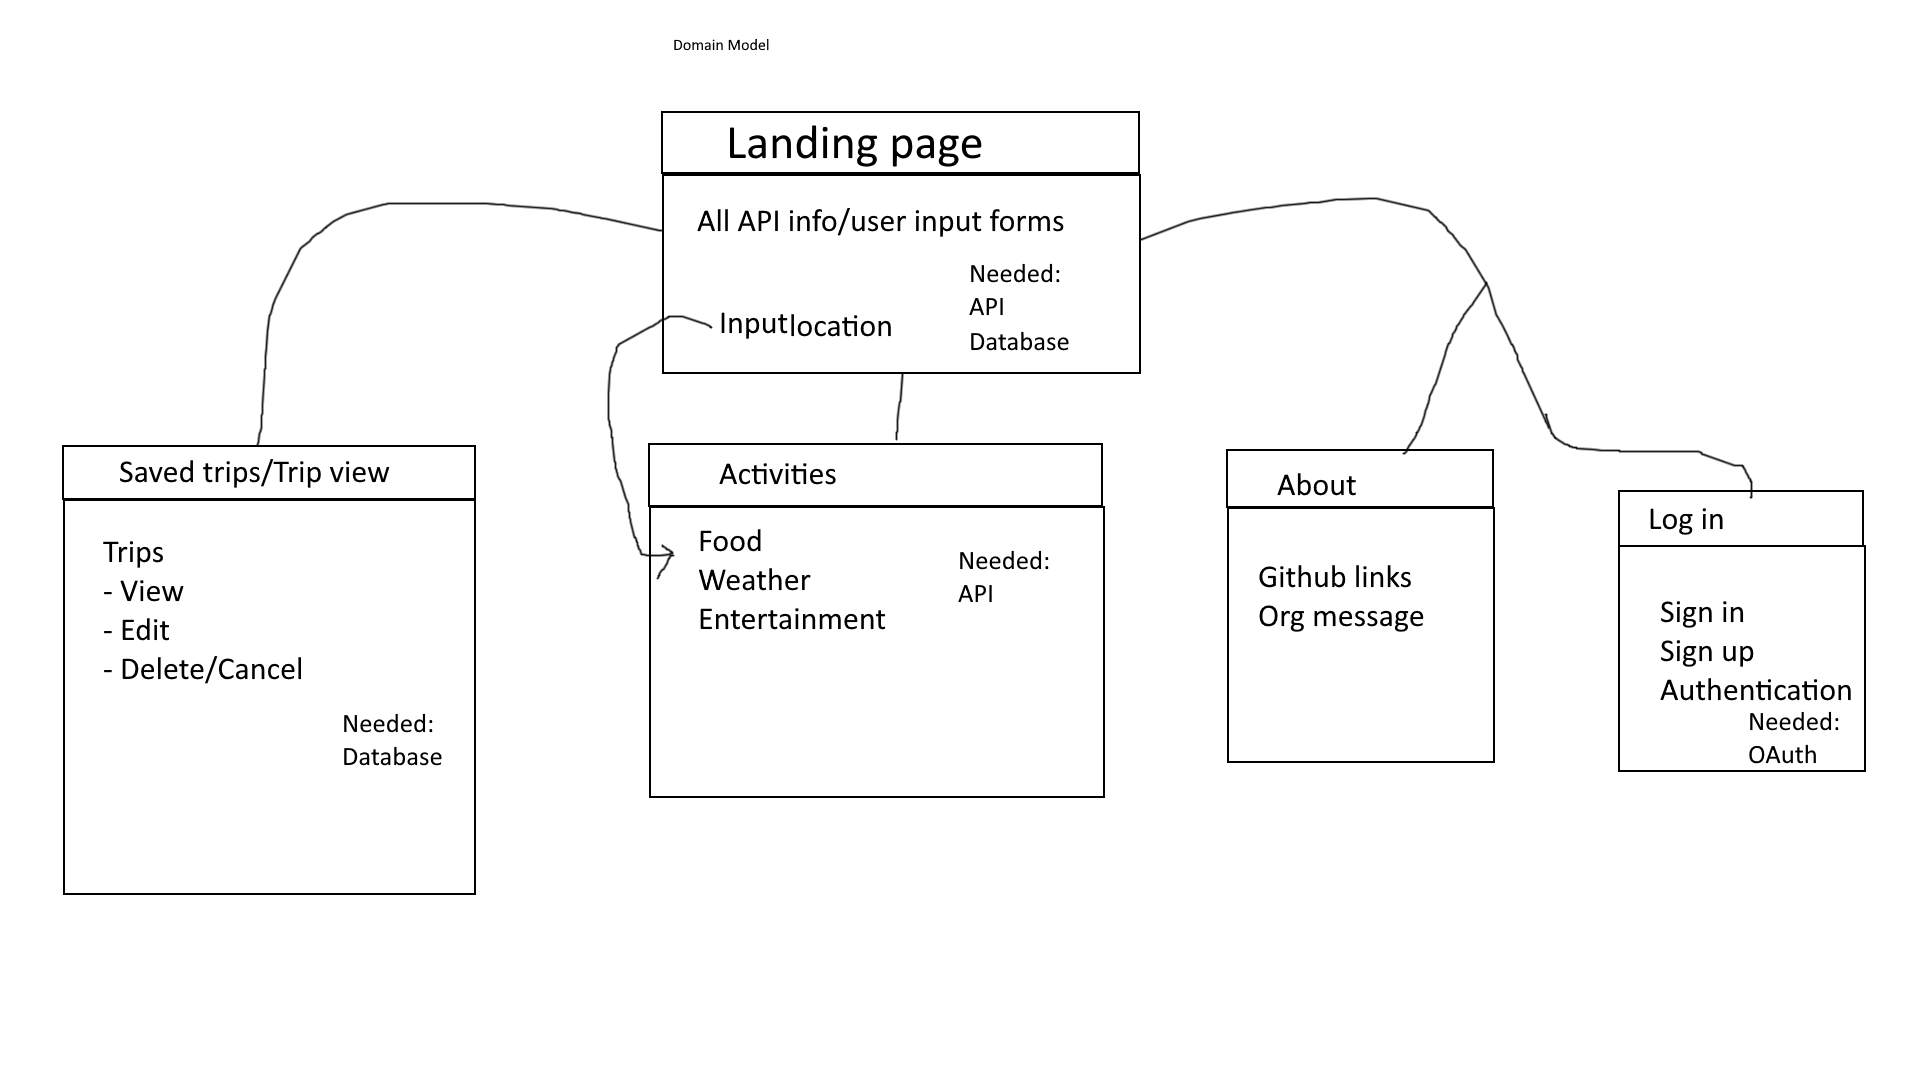 Domain Model
Landing page
All API info/user input forms
Needed:
API
Database
Input location
Saved trips/Trip view
Trips
- View
- Edit
- Delete/Cancel
Needed:
Database
Activities
Food
Weather
Entertainment
Needed:
API
About
Github links
Org message
Log in
Sign in
Sign up
Authentication
Needed:
OAuth